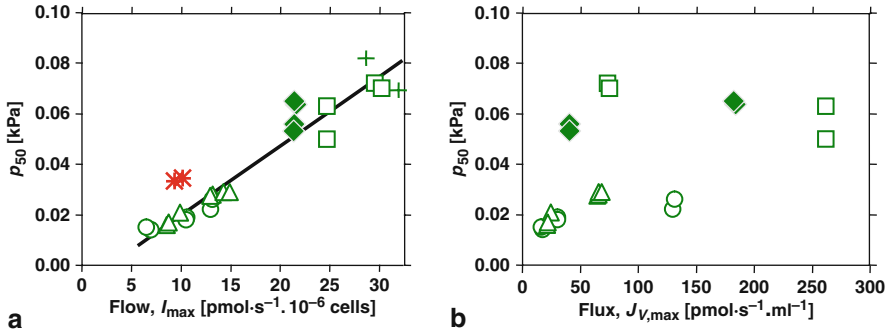 0.10
0.08
0.06
0.04
0.02
0.00
p50 [kPa]
0 5 10 15 20 25 30
Flow, Imax [pmol·s−1.10−6 cells]
a
0.10
0.08
0.06
0.04
0.02
0.00
p50 [kPa]
0 50 100 150 200 250 300
Flux, JV,max [pmol·s−1.ml−1]
b